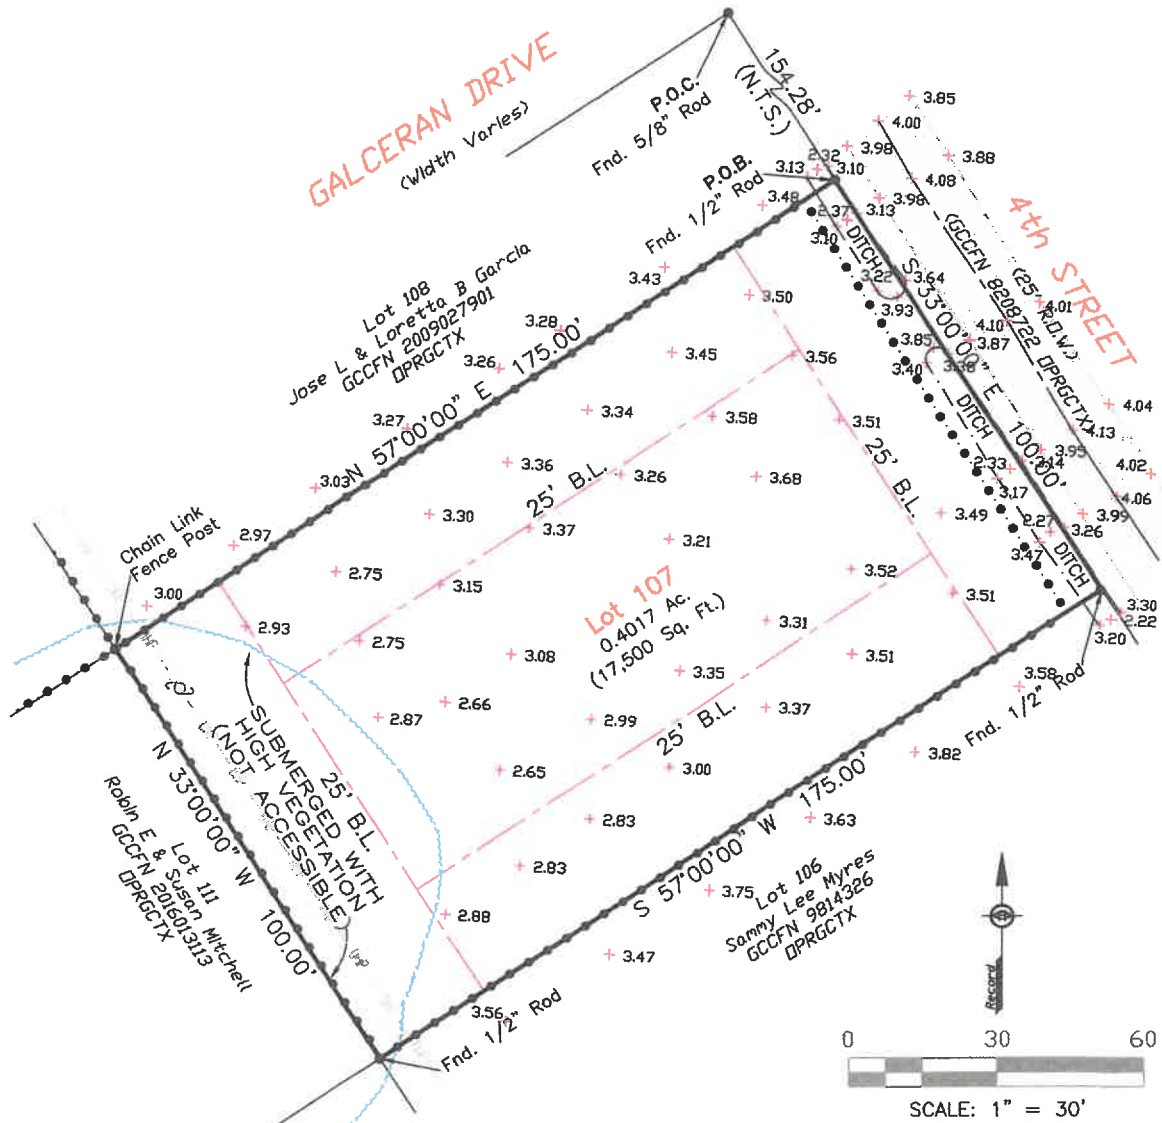 GALCERAN DRIVE
(Width Varies)
P.O.C.
Fnd. 5/8" Rod
154.28'
(N.T.S.)
P.O.B.
Fnd. 1/2" Rod
4th STREET
(25' R.O.W.)
(GCCFN 8208722 OPRGCTX)
3.85
4.00
3.98
3.88
4.08
3.98
2.32
3.13
3.10
3.48
2.37
3.13
3.10
DITCH
3.22
3.64
3.93
S 33°00'00" E 100.00'
4.01
4.10
3.87
3.85
3.38
3.40
DITCH
4.04
4.13
3.95
4.02
3.14
2.33
3.17
4.06
3.99
2.27
3.26
3.47
DITCH
3.30
2.22
3.20
Lot 108
Jose L & Loretta B Garcia
GCCFN 2009027901
OPRGCTX
N 57°00'00" E 175.00'
3.43
3.28
3.26
3.27
3.03
2.97
3.00
Chain Link
Fence Post
3.50
3.45
3.56
3.34
3.58
3.51
25' B.L.
3.36
25' B.L.
3.26
3.68
3.30
3.37
3.49
3.21
2.75
3.15
3.52
3.51
Lot 107
0.4017 Ac.
(17,500 Sq. Ft.)
2.93
2.75
3.31
3.08
3.35
3.51
2.66
2.87
2.99
3.37
25' B.L.
2.65
3.00
2.83
2.83
2.88
25' B.L.
SUBMERGED WITH
HIGH VEGETATION
(NOT ACCESSIBLE)
N 33°00'00" W 100.00'
Lot 111
Robin E & Susan Mitchell
GCCFN 2016013113
OPRGCTX
S 57°00'00" W 175.00'
3.58
Fnd. 1/2" Rod
3.82
3.63
3.75
3.47
3.56
Fnd. 1/2" Rod
Lot 106
Sammy Lee Myres
GCCFN 9814326
OPRGCTX
Record
0 30 60
SCALE: 1" = 30'